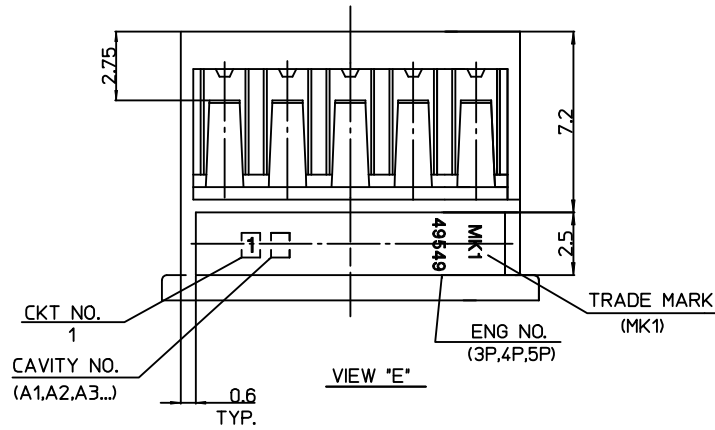 2.75
7.2
1
49549
MK1
2.5
CKT NO.
1
CAVITY NO.
(A1,A2,A3...)
0.6
TYP.
VIEW "E"
ENG NO.
(3P,4P,5P)
TRADE MARK
(MK1)